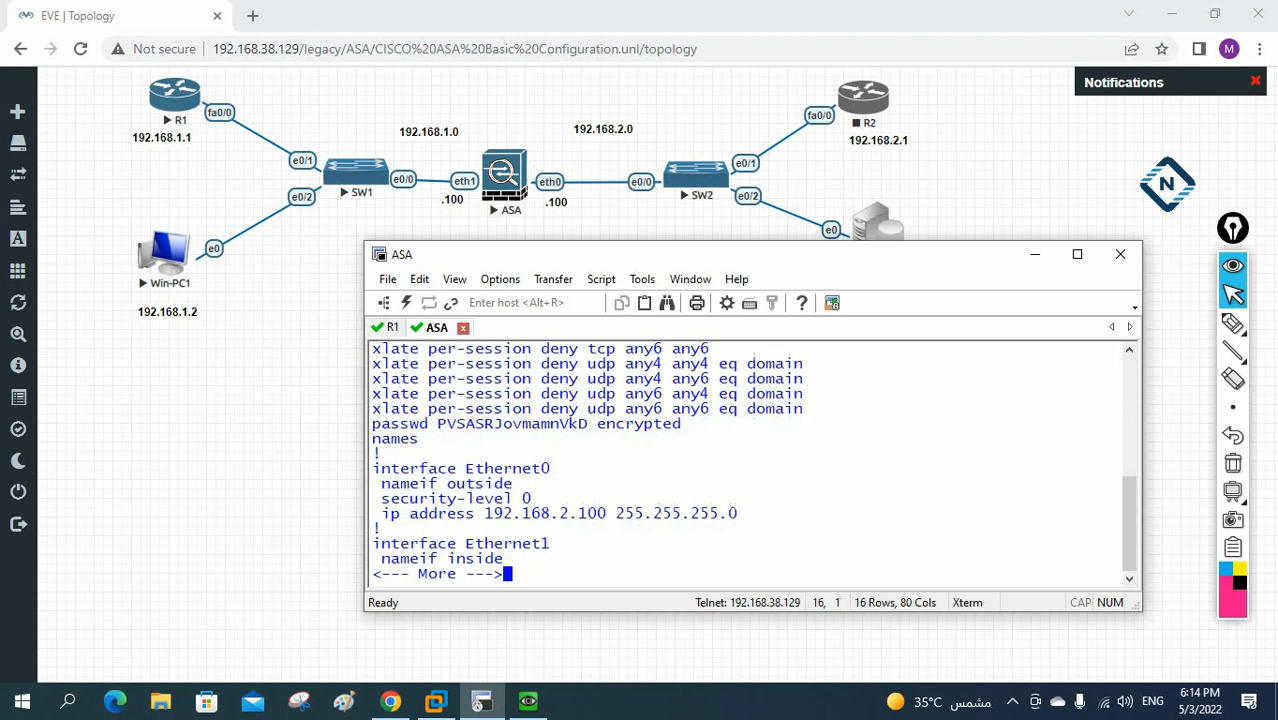 EVE | Topology
Not secure
192.168.38.129/legacy/ASA/CISCO%20ASA%20Basic%20Configuration.unl/topology
M
Notifications
R1
fa0/0
192.168.1.1
192.168.1.0
192.168.2.0
R2
fa0/0
192.168.2.1
e0/1
SW1
e0/0
eth1
ASA
eth0
e0/0
SW2
e0/1
e0/2
.100
.100
e0/2
N
e0
e0
Win-PC1
192.168.1.2
ASA
File Edit View Options Transfer Script Tools Window Help
Enter host <Alt+R>
R1
ASA
xlate per-session deny tcp any6 any6
xlate per-session deny udp any4 any4 eq domain
xlate per-session deny udp any4 any6 eq domain
xlate per-session deny udp any6 any4 eq domain
xlate per-session deny udp any6 any6 eq domain
passwd PVSASRJovmamnVkD encrypted
names
!
interface Ethernet0
nameif outside
security-level 0
ip address 192.168.2.100 255.255.255.0
!
interface Ethernet1
nameif inside
<--- More --->
Ready
Telnet: 192.168.38.129
16, 1
16 Rows, 80 Cols
Xterm
CAP NUM
35° مشمس
ENG
6:14 PM
5/3/2022